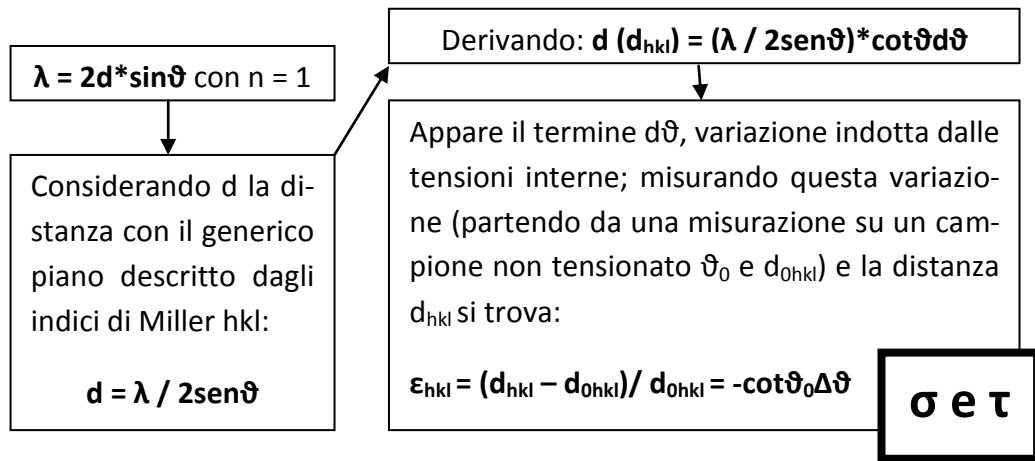 λ = 2d*sinϑ con n = 1
Considerando d la di-
stanza con il generico
piano descritto dagli
indici di Miller hkl:
d = λ / 2senϑ
Derivando: d (dhkl) = (λ / 2senϑ)*cotϑdϑ
Appare il termine dϑ, variazione indotta dalle
tensioni interne; misurando questa variazio-
ne (partendo da una misurazione su un cam-
pione non tensionato ϑ0 e d0hkl) e la distanza
dhkl si trova:
εhkl = (dhkl – d0hkl)/ d0hkl = -cotϑ0Δϑ
σ e τ